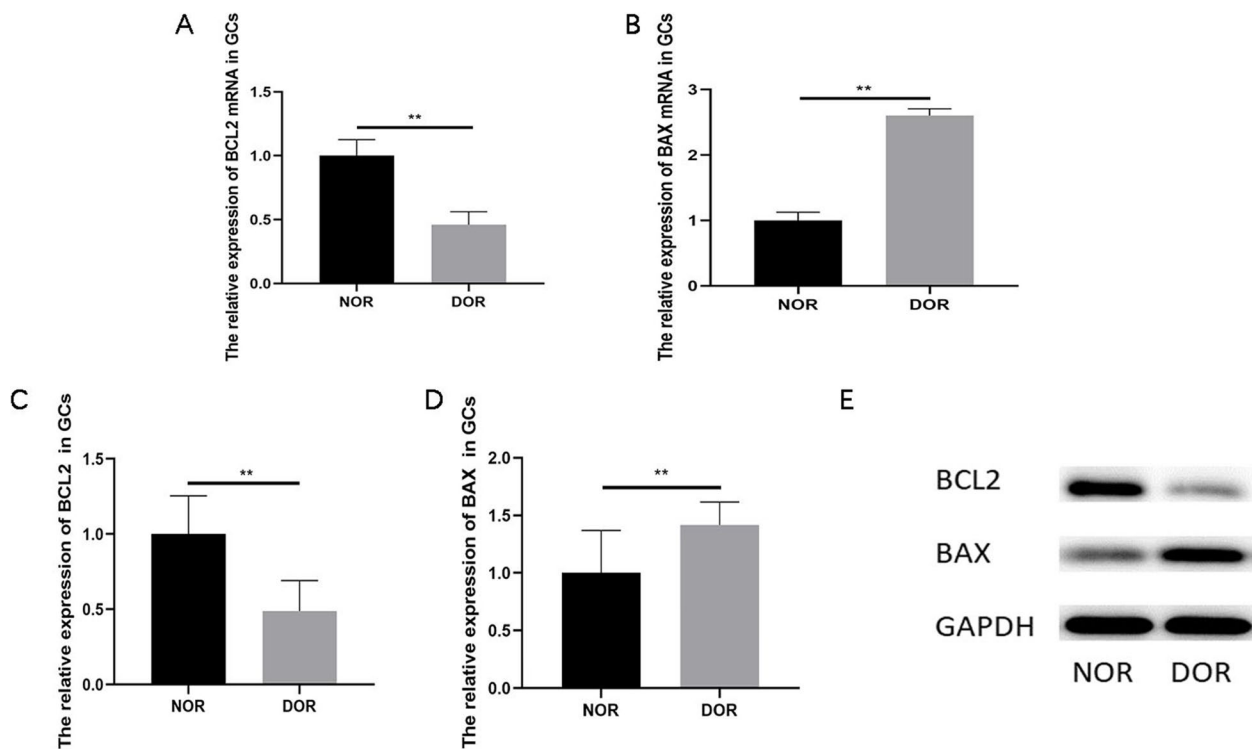 A
The relative expression of BCL2 mRNA in GCs
1.5
1.0
0.5
0.0
**
NOR DOR
B
The relative expression of BAX mRNA in GCs
3
2
1
0
**
NOR DOR
C
The relative expression of BCL2 in GCs
1.5
1.0
0.5
0.0
**
NOR DOR
D
The relative expression of BAX in GCs
2.0
1.5
1.0
0.5
0.0
**
NOR DOR
E
BCL2
BAX
GAPDH
NOR DOR